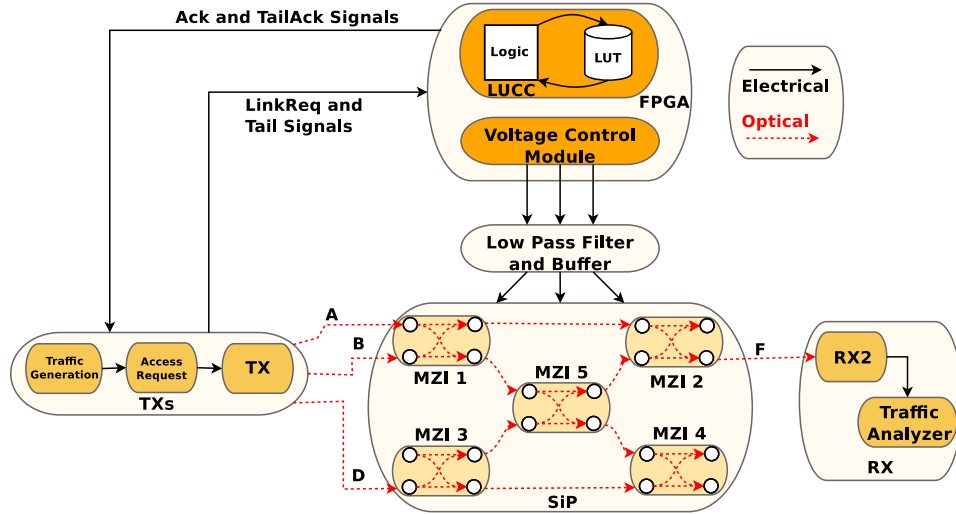 Ack and TailAck Signals
Logic
LUT
LUCC
FPGA
LinkReq and
Tail Signals
Voltage Control
Module
Electrical
Optical
Low Pass Filter
and Buffer
A
B
D
F
Traffic
Generation
Access
Request
TX
TXs
MZI 1
MZI 2
MZI 5
MZI 3
MZI 4
SiP
RX2
Traffic
Analyzer
RX